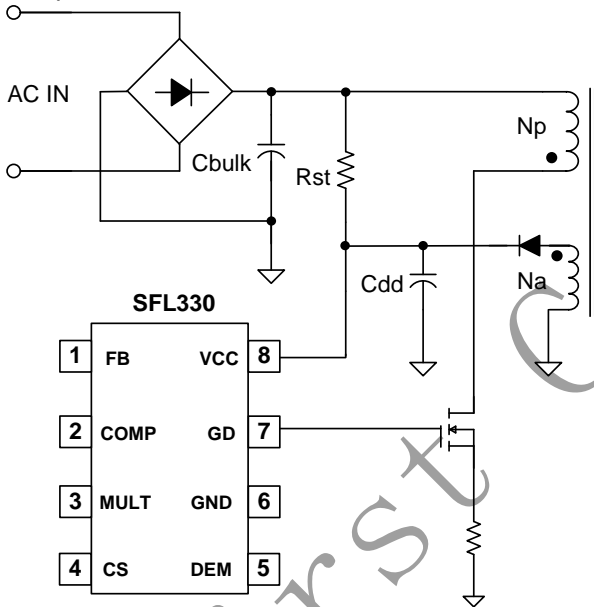 AC IN
Cbulk
Rst
Np
Cdd
Na
SFL330
1 FB VCC 8
2 COMP GD 7
3 MULT GND 6
4 CS DEM 5